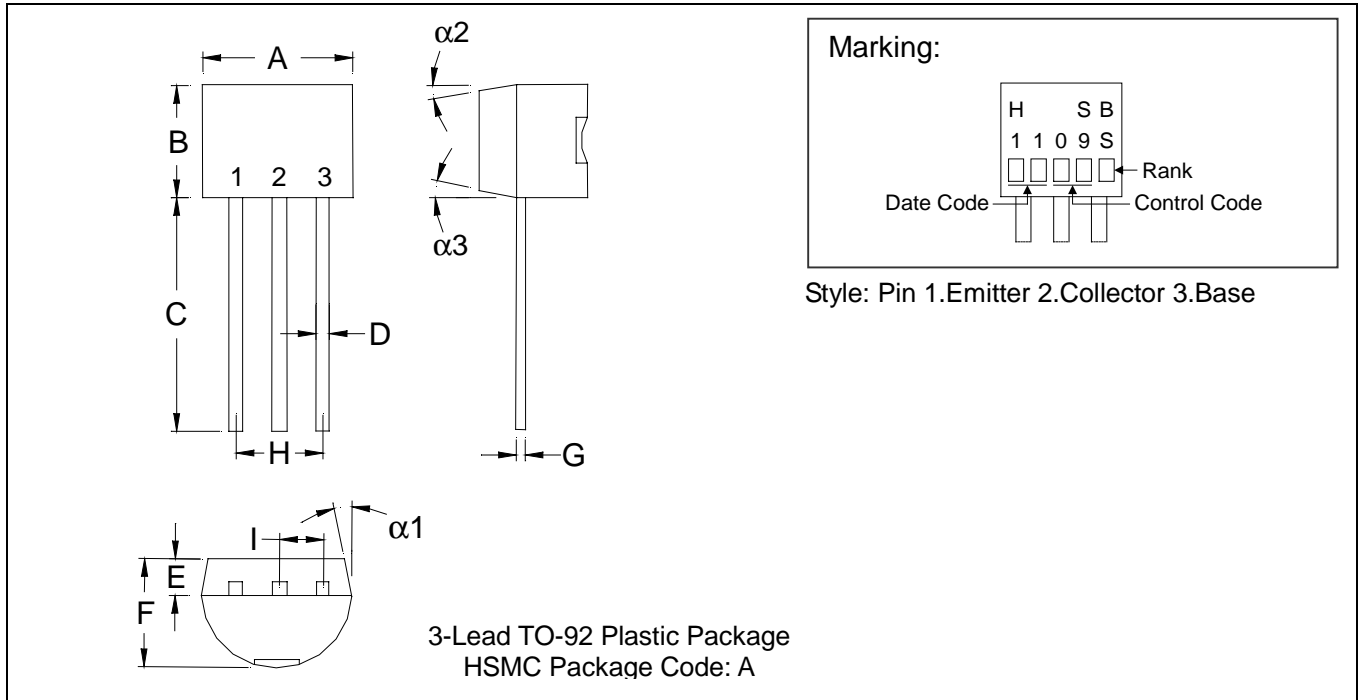 α2
A
B
1 2 3
α3
C
D
H
G
α1
I
E
F
3-Lead TO-92 Plastic Package
HSMC Package Code: A
Marking:
H S B
1 1 0 9 S
Rank
Date Code
Control Code
Style: Pin 1.Emitter 2.Collector 3.Base